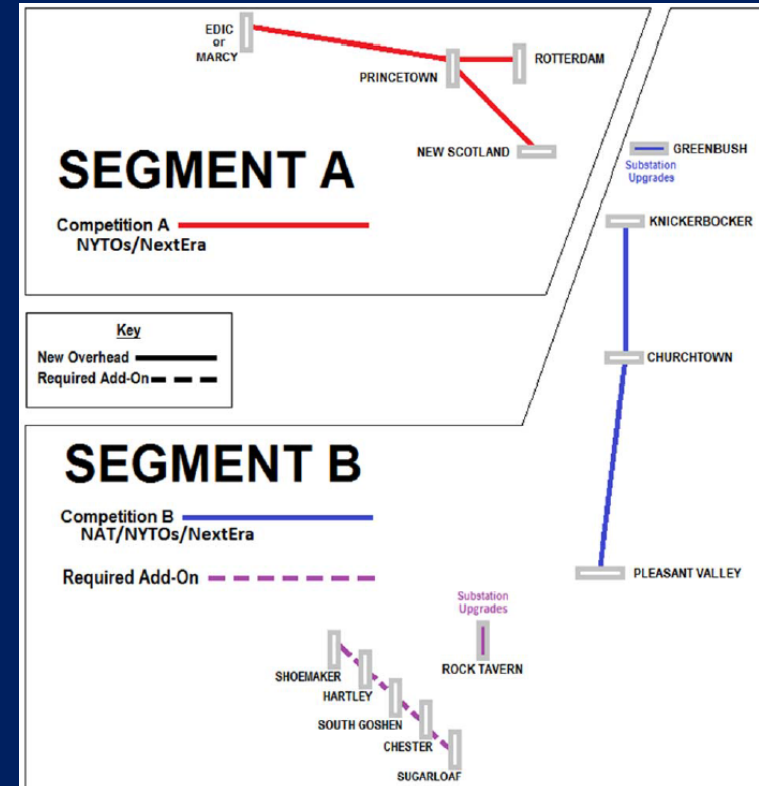 EDIC
or
MARCY
PRINCETOWN
ROTTERDAM
NEW SCOTLAND
SEGMENT A
Competition A
NYTOs/NextEra
GREENBUSH
Substation
Upgrades
KNICKERBOCKER
Key
New Overhead
Required Add-On
CHURCHTOWN
SEGMENT B
Competition B
NAT/NYTOs/NextEra
Required Add-On
PLEASANT VALLEY
Substation
Upgrades
ROCK TAVERN
SHOEMAKER
HARTLEY
SOUTH GOSHEN
CHESTER
SUGARLOAF